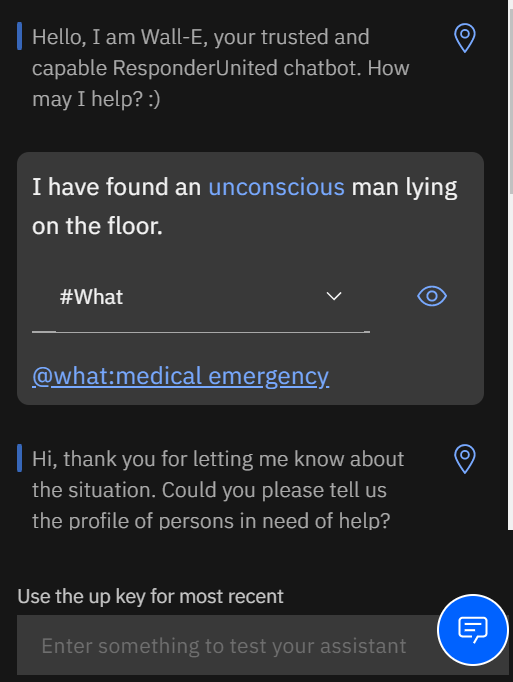 Hello, I am Wall-E, your trusted and
capable ResponderUnited chatbot. How
may I help? :)
I have found an unconscious man lying
on the floor.
#What
@what:medical emergency
Hi, thank you for letting me know about
the situation. Could you please tell us
the profile of persons in need of help?
Use the up key for most recent
Enter something to test your assistant